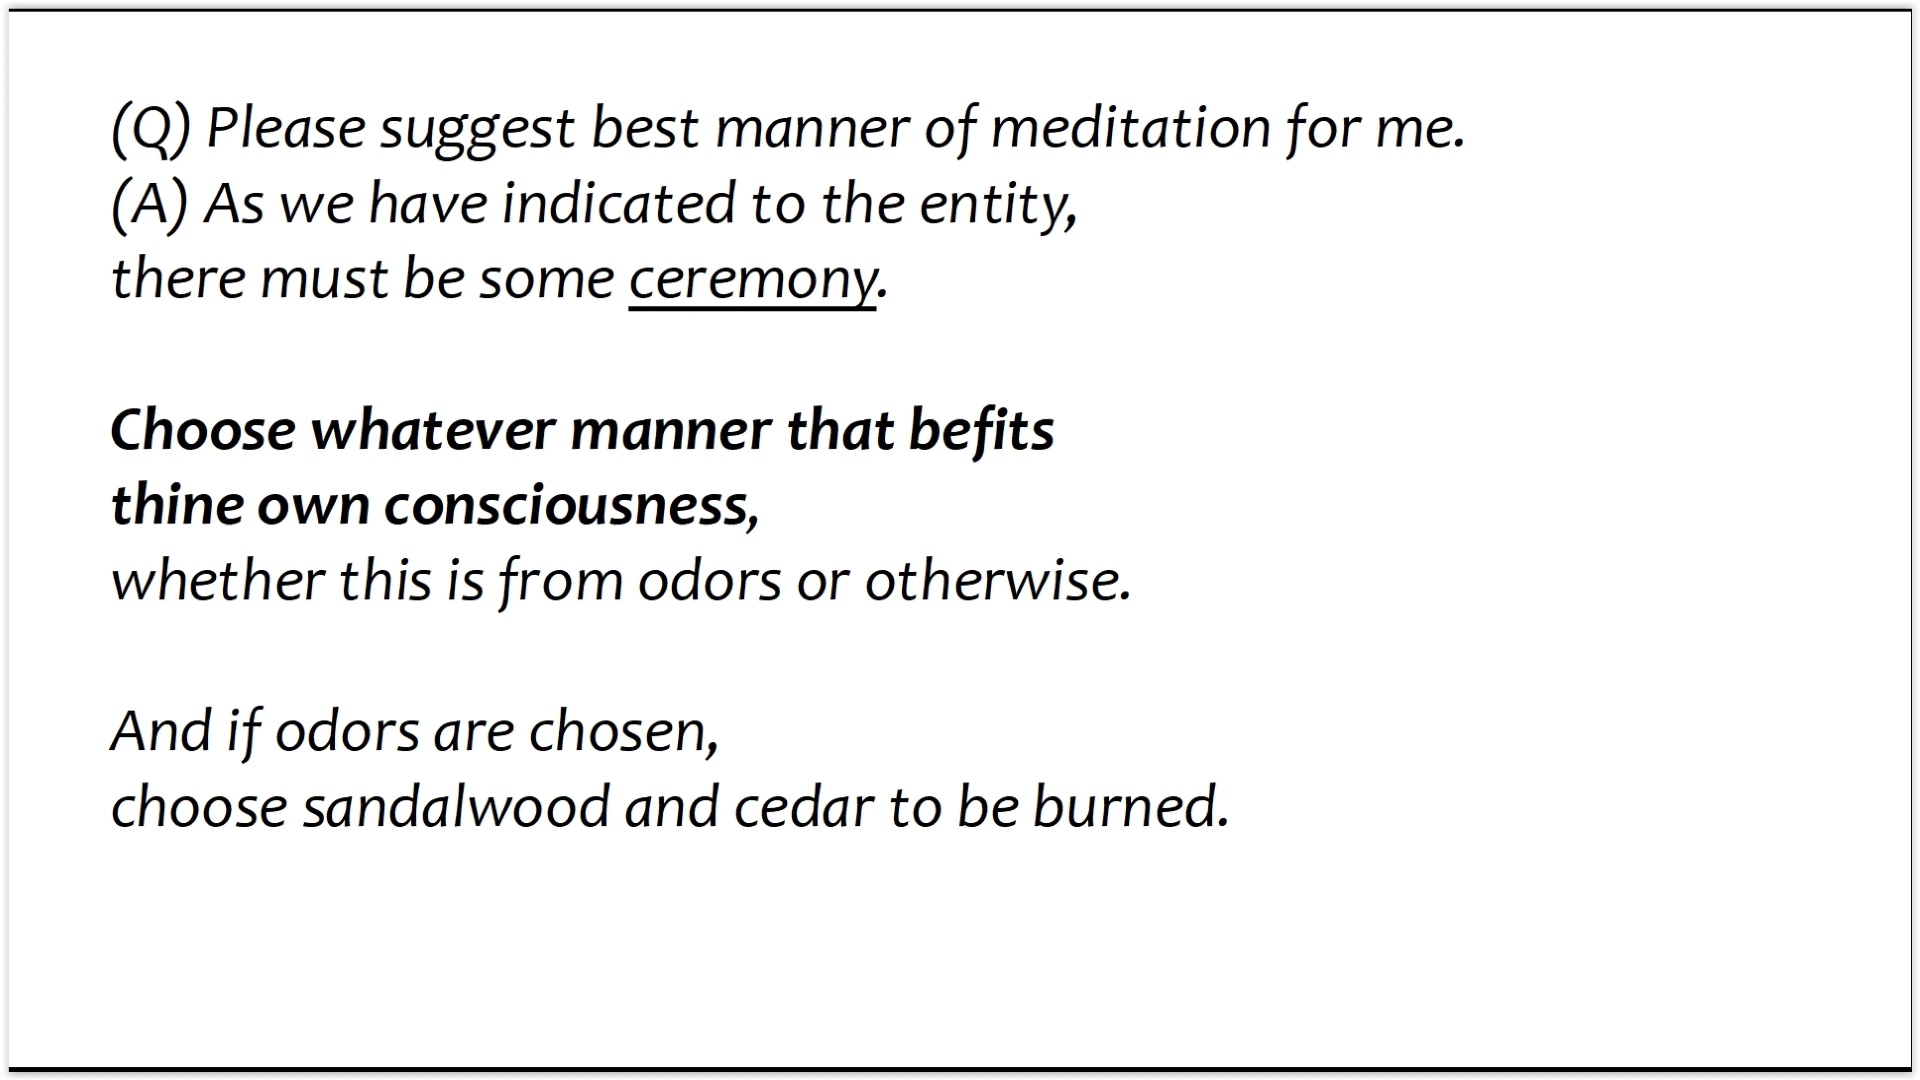 (Q) Please suggest best manner of meditation for me.
(A) As we have indicated to the entity,
there must be some ceremony.
Choose whatever manner that befits
thine own consciousness,
whether this is from odors or otherwise.
And if odors are chosen,
choose sandalwood and cedar to be burned.